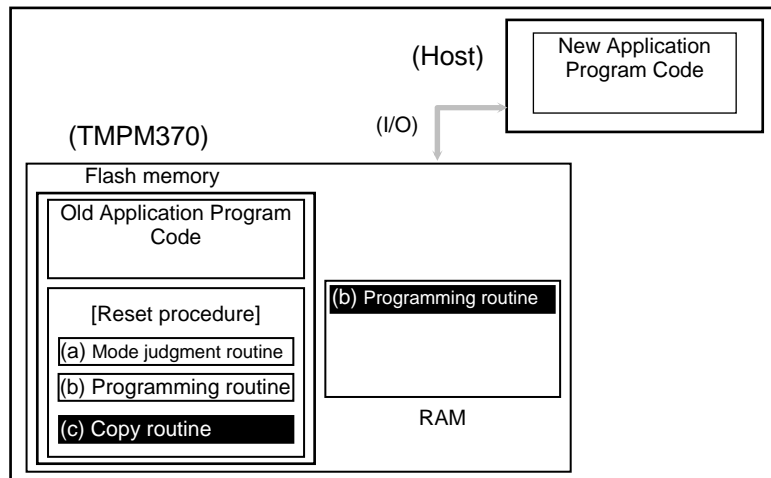 (Host)
New Application
Program Code
(I/O)
(TMPM370)
Flash memory
Old Application Program
Code
[Reset procedure]
(a) Mode judgment routine
(b) Programming routine
(c) Copy routine
(b) Programming routine
RAM